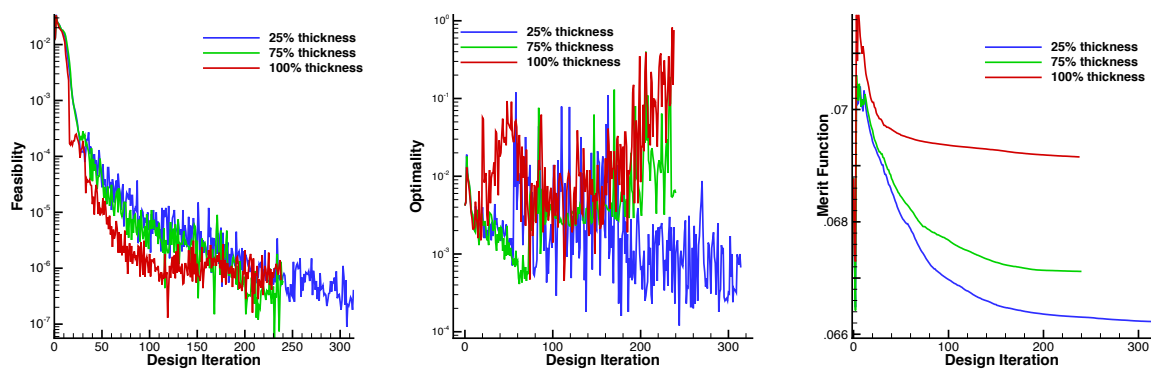 25% thickness
75% thickness
100% thickness
10⁻²
10⁻³
10⁻⁴
10⁻⁵
10⁻⁶
10⁻⁷
Feasiblity
0 50 100 150 200 250 300
Design Iteration
25% thickness
75% thickness
100% thickness
10⁰
10⁻¹
10⁻²
10⁻³
10⁻⁴
Optimality
0 100 200 300
Design Iteration
25% thickness
75% thickness
100% thickness
.07
.068
.066
Merit Function
0 100 200 300
Design Iteration